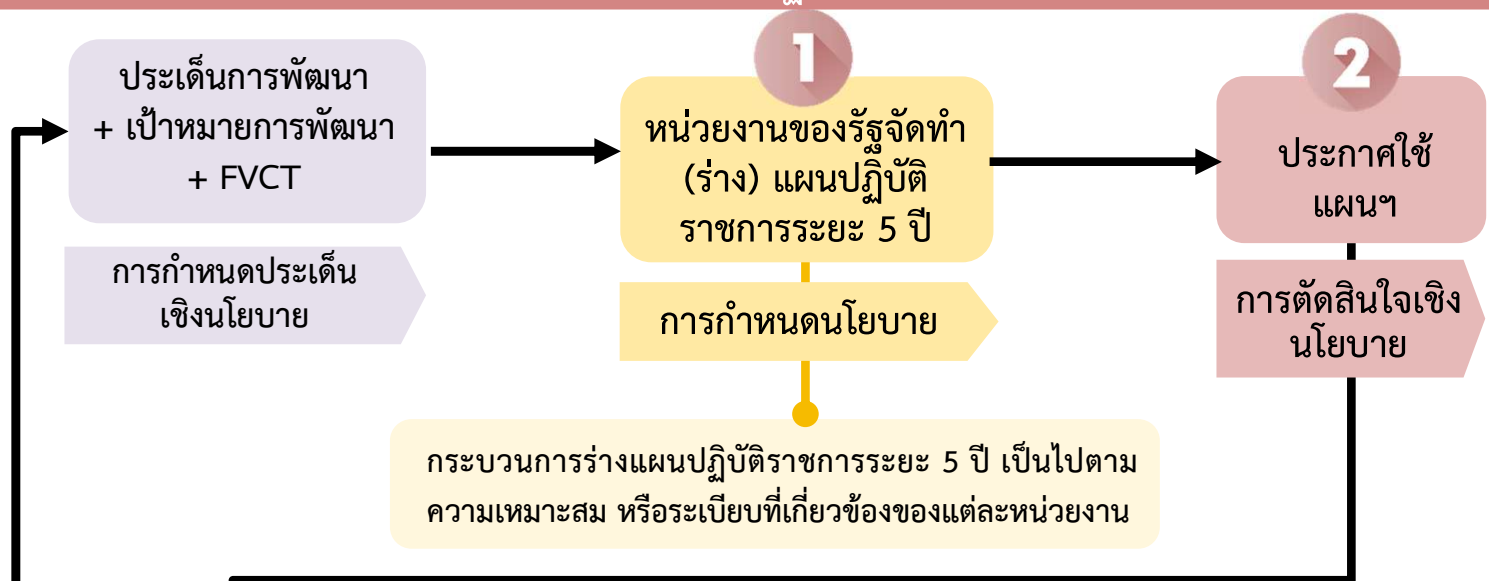 ประเด็นการพัฒนา
+ เป้าหมายการพัฒนา
+ FVCT
การกำหนดประเด็น
เชิงนโยบาย
1
หน่วยงานของรัฐจัดทำ
(ร่าง) แผนปฏิบัติ
ราชการระยะ 5 ปี
การกำหนดนโยบาย
กระบวนการร่างแผนปฏิบัติราชการระยะ 5 ปี เป็นไปตาม
ความเหมาะสม หรือระเบียบที่เกี่ยวข้องของแต่ละหน่วยงาน
2
ประกาศใช้
แผนฯ
การตัดสินใจเชิง
นโยบาย